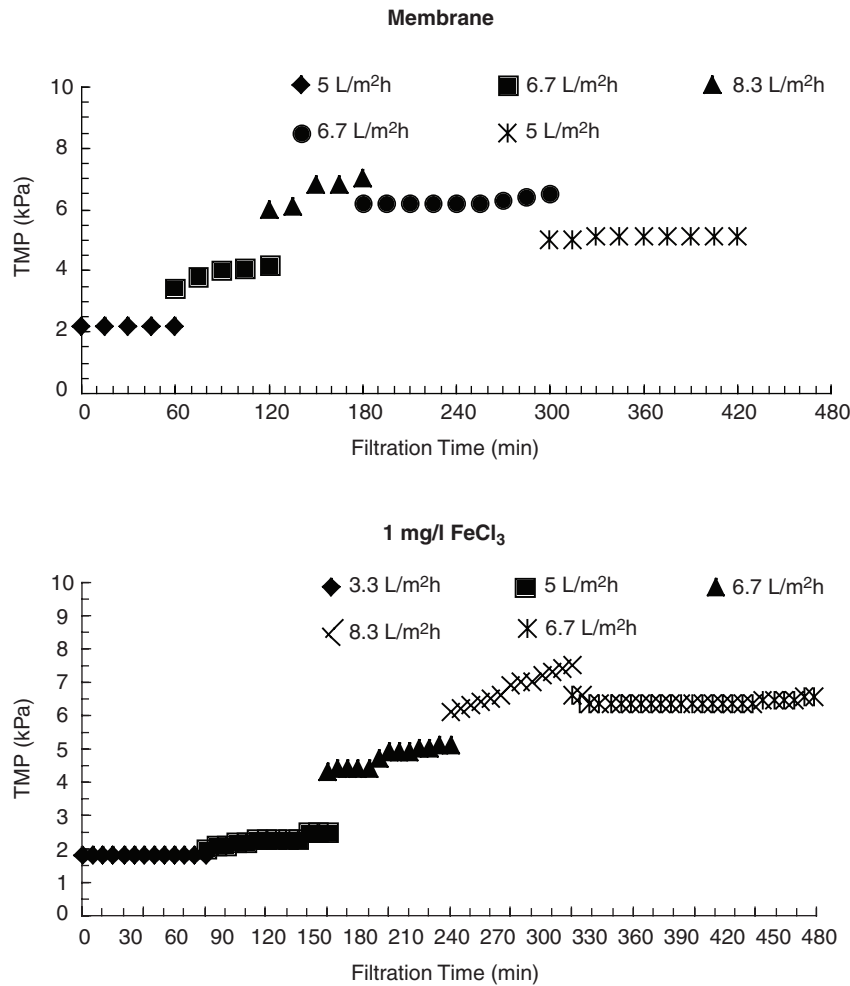 Membrane
10
8
6
4
2
0
TMP (kPa)
5 L/m²h
6.7 L/m²h
8.3 L/m²h
6.7 L/m²h
5 L/m²h
0 60 120 180 240 300 360 420 480
Filtration Time (min)
1 mg/l FeCl₃
10
9
8
7
6
5
4
3
2
1
0
TMP (kPa)
3.3 L/m²h
5 L/m²h
6.7 L/m²h
8.3 L/m²h
6.7 L/m²h
0 30 60 90 120 150 180 210 240 270 300 330 360 390 420 450 480
Filtration Time (min)